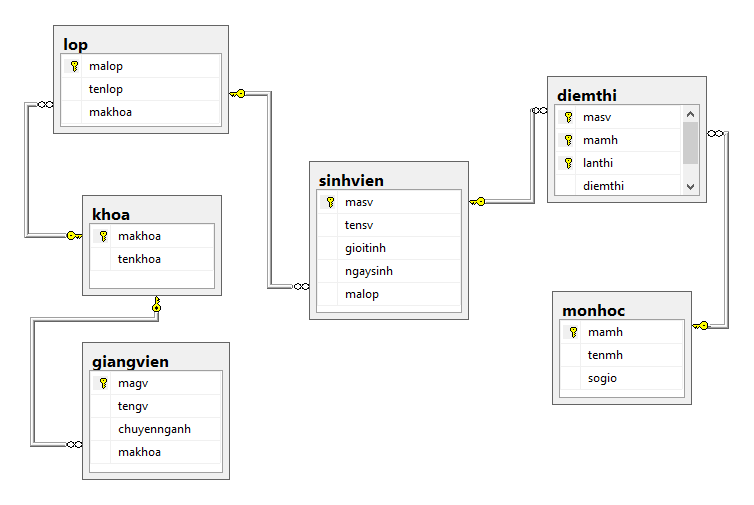 lop
malop
tenlop
makhoa
khoa
makhoa
tenkhoa
giangvien
magv
tengv
chuyennganh
makhoa
sinhvien
masv
tensv
gioitinh
ngaysinh
malop
diemthi
masv
mamh
lanthi
diemthi
monhoc
mamh
tenmh
sogio